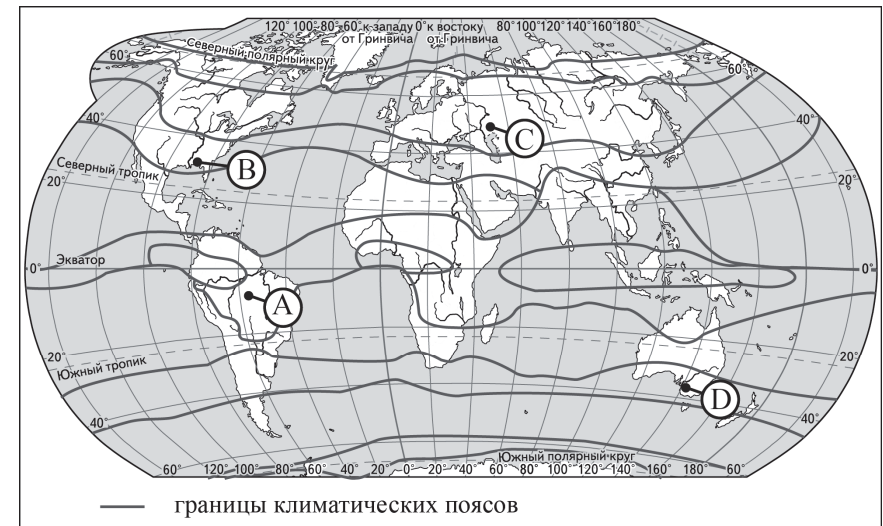 120° 100° 80° 60° к западу 0° к востоку 80° 100° 120° 140° 160° 180°
от Гринвича от Гринвича
Северный полярный круг
60° 60°
40° 40°
C
B
Северный тропик
20° 20°
Экватор
0° 0°
A
20° 20°
Южный тропик
D
40° 40°
Южный полярный круг
60° 120° 100° 80° 60° 40° 20° 0° 20° 40° 60° 80° 100° 120° 140° 160° 180° 60°
границы климатических поясов